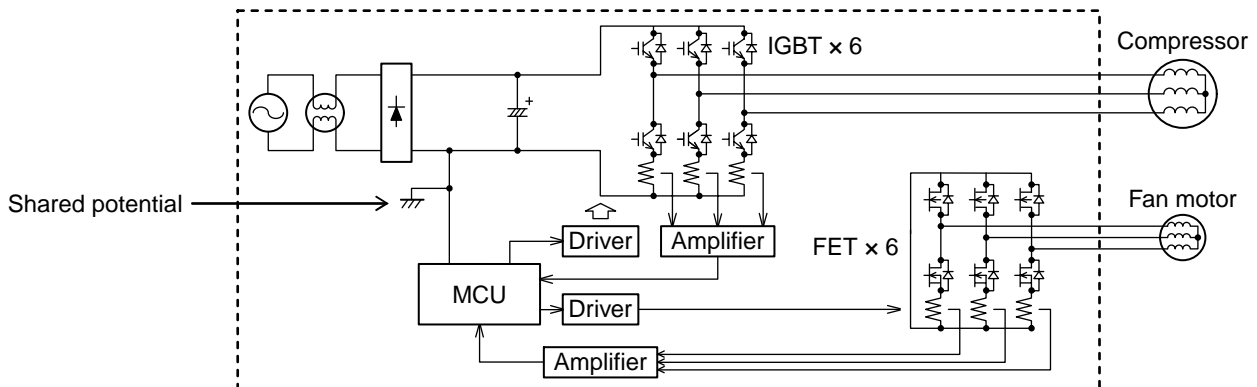 IGBT × 6
Compressor
Shared potential
Fan motor
Driver
Amplifier
FET × 6
MCU
Driver
Amplifier
+